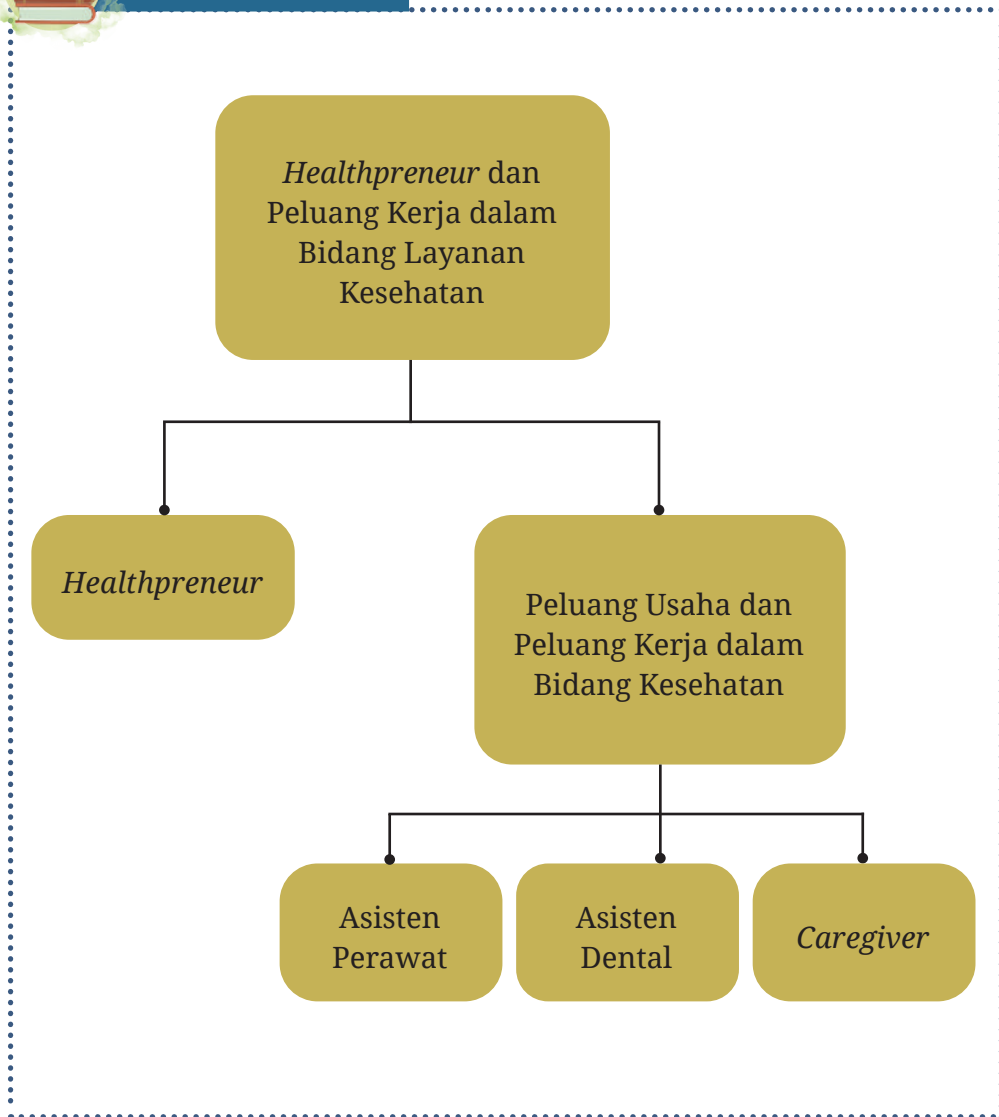 Healthpreneur dan
Peluang Kerja dalam
Bidang Layanan
Kesehatan
Healthpreneur
Peluang Usaha dan
Peluang Kerja dalam
Bidang Kesehatan
Asisten
Perawat
Asisten
Dental
Caregiver